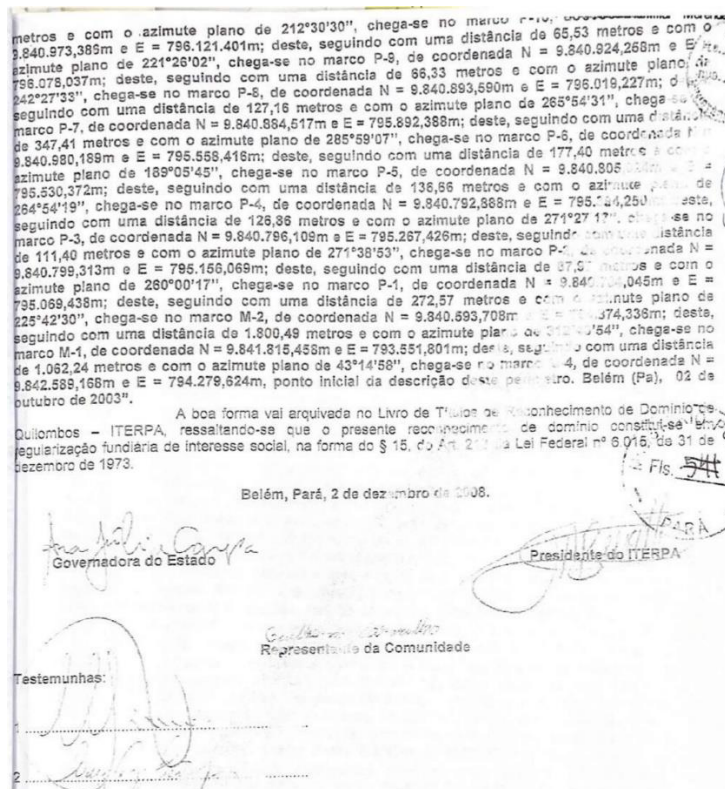 metros e com o azimute plano de 212°30'30", chega-se no marco
9.840.973,386m e E = 796.121.401m; deste, seguindo com uma distância de 65,53 metros e com o
azimute plano de 221°26'02", chega-se no marco P-9, de coordenada N = 9.840.924,258m e E
796.078,037m; deste, seguindo com uma distância de 66,33 metros e com o azimute plano
242°27'33", chega-se no marco P-8, de coordenada N = 9.840.893,590m e E = 796.019,227m;
seguindo com uma distância de 127,16 metros e com o azimute plano de 265°54'31", chega
marco P-7, de coordenada N = 9.840.884,517m e E = 795.892,388m; deste, seguindo com uma
de 347,41 metros e com o azimute plano de 285°59'07", chega-se no marco P-6, de coordenada
9.840.980,189m e E = 795.558,416m; deste, seguindo com uma distância de 177,40 metros
azimute plano de 189°05'45", chega-se no marco P-5, de coordenada N = 9.840.805, E =
795.530,372m; deste, seguindo com uma distância de 136,66 metros e com o azimute plano de
264°54'19", chega-se no marco P-4, de coordenada N = 9.840.792,888m e E = deste,
seguindo com uma distância de 126,86 metros e com o azimute plano de chega-se no
marco P-3, de coordenada N = 9.840.796,109m e E = 795.267,426m; deste, seguindo com uma distância
de 111,40 metros e com o azimute plano de 271°38'53", chega-se no marco de coordenada N =
9.840.799,313m e E = 795.156,069m; deste, seguindo com uma distância de metros e com o
azimute plano de 260°00'17", chega-se no marco P-1, de coordenada N = E =
795.069,438m; deste, seguindo com uma distância de 272,57 metros e com o azimute plano de
225°42'30", chega-se no marco M-2, de coordenada N = 9.840.593,708m e deste,
seguindo com uma distância de 1.800,49 metros e com o azimute plano de chega-se no
marco M-1, de coordenada N = 9.841.815,458m e E = 793.551,801m; deste, seguindo com uma distância
de 1.062,24 metros e com o azimute plano de 43°14'58", chega-se no marco de coordenada N =
9.842.589,168m e E = 794.279,624m, ponto inicial da descrição deste perímetro. Belém (Pa), 02 de
outubro de 2003".
A boa forma vai arquivada no Livro de Títulos de Reconhecimento de Domínio de
Quilombos – ITERPA, ressaltando-se que o presente reconhecimento de domínio constitui-se em
regularização fundiária de interesse social, na forma do § 15, do Art. da Lei Federal nº 6.015, de 31 de
dezembro de 1973.
Fls.
Belém, Pará, 2 de dezembro de 2008.
PARÁ
Governadora do Estado
Presidente do ITERPA
Representante da Comunidade
Testemunhas:
1
2